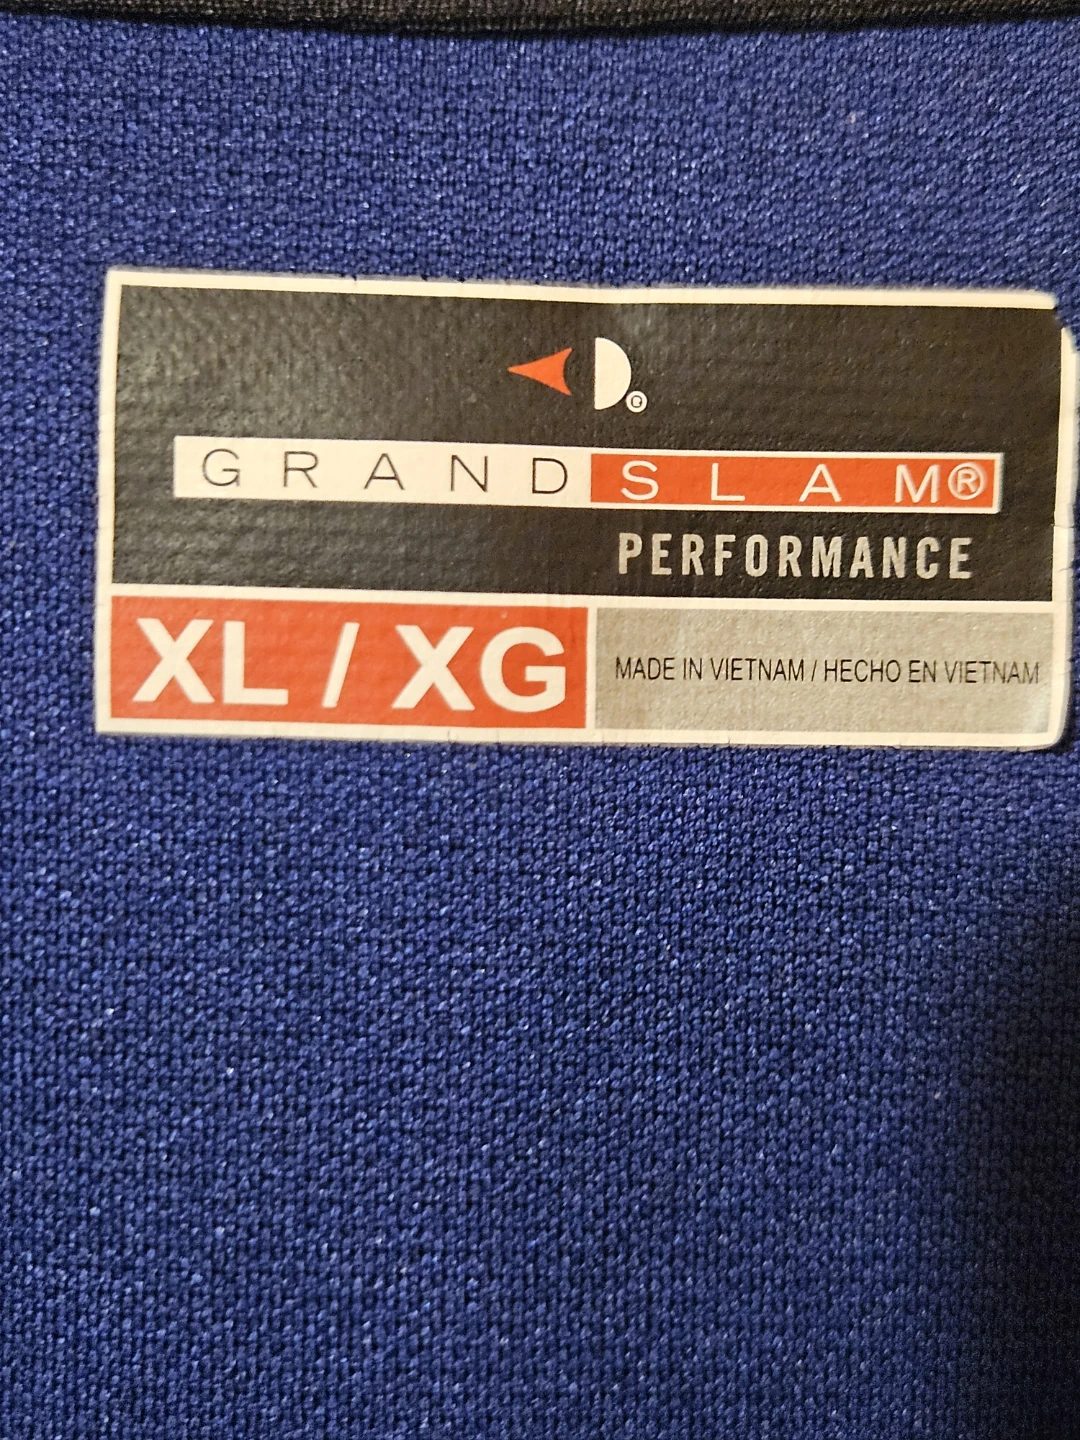 GRAND SLAM®
PERFORMANCE
XL / XG
MADE IN VIETNAM / HECHO EN VIETNAM